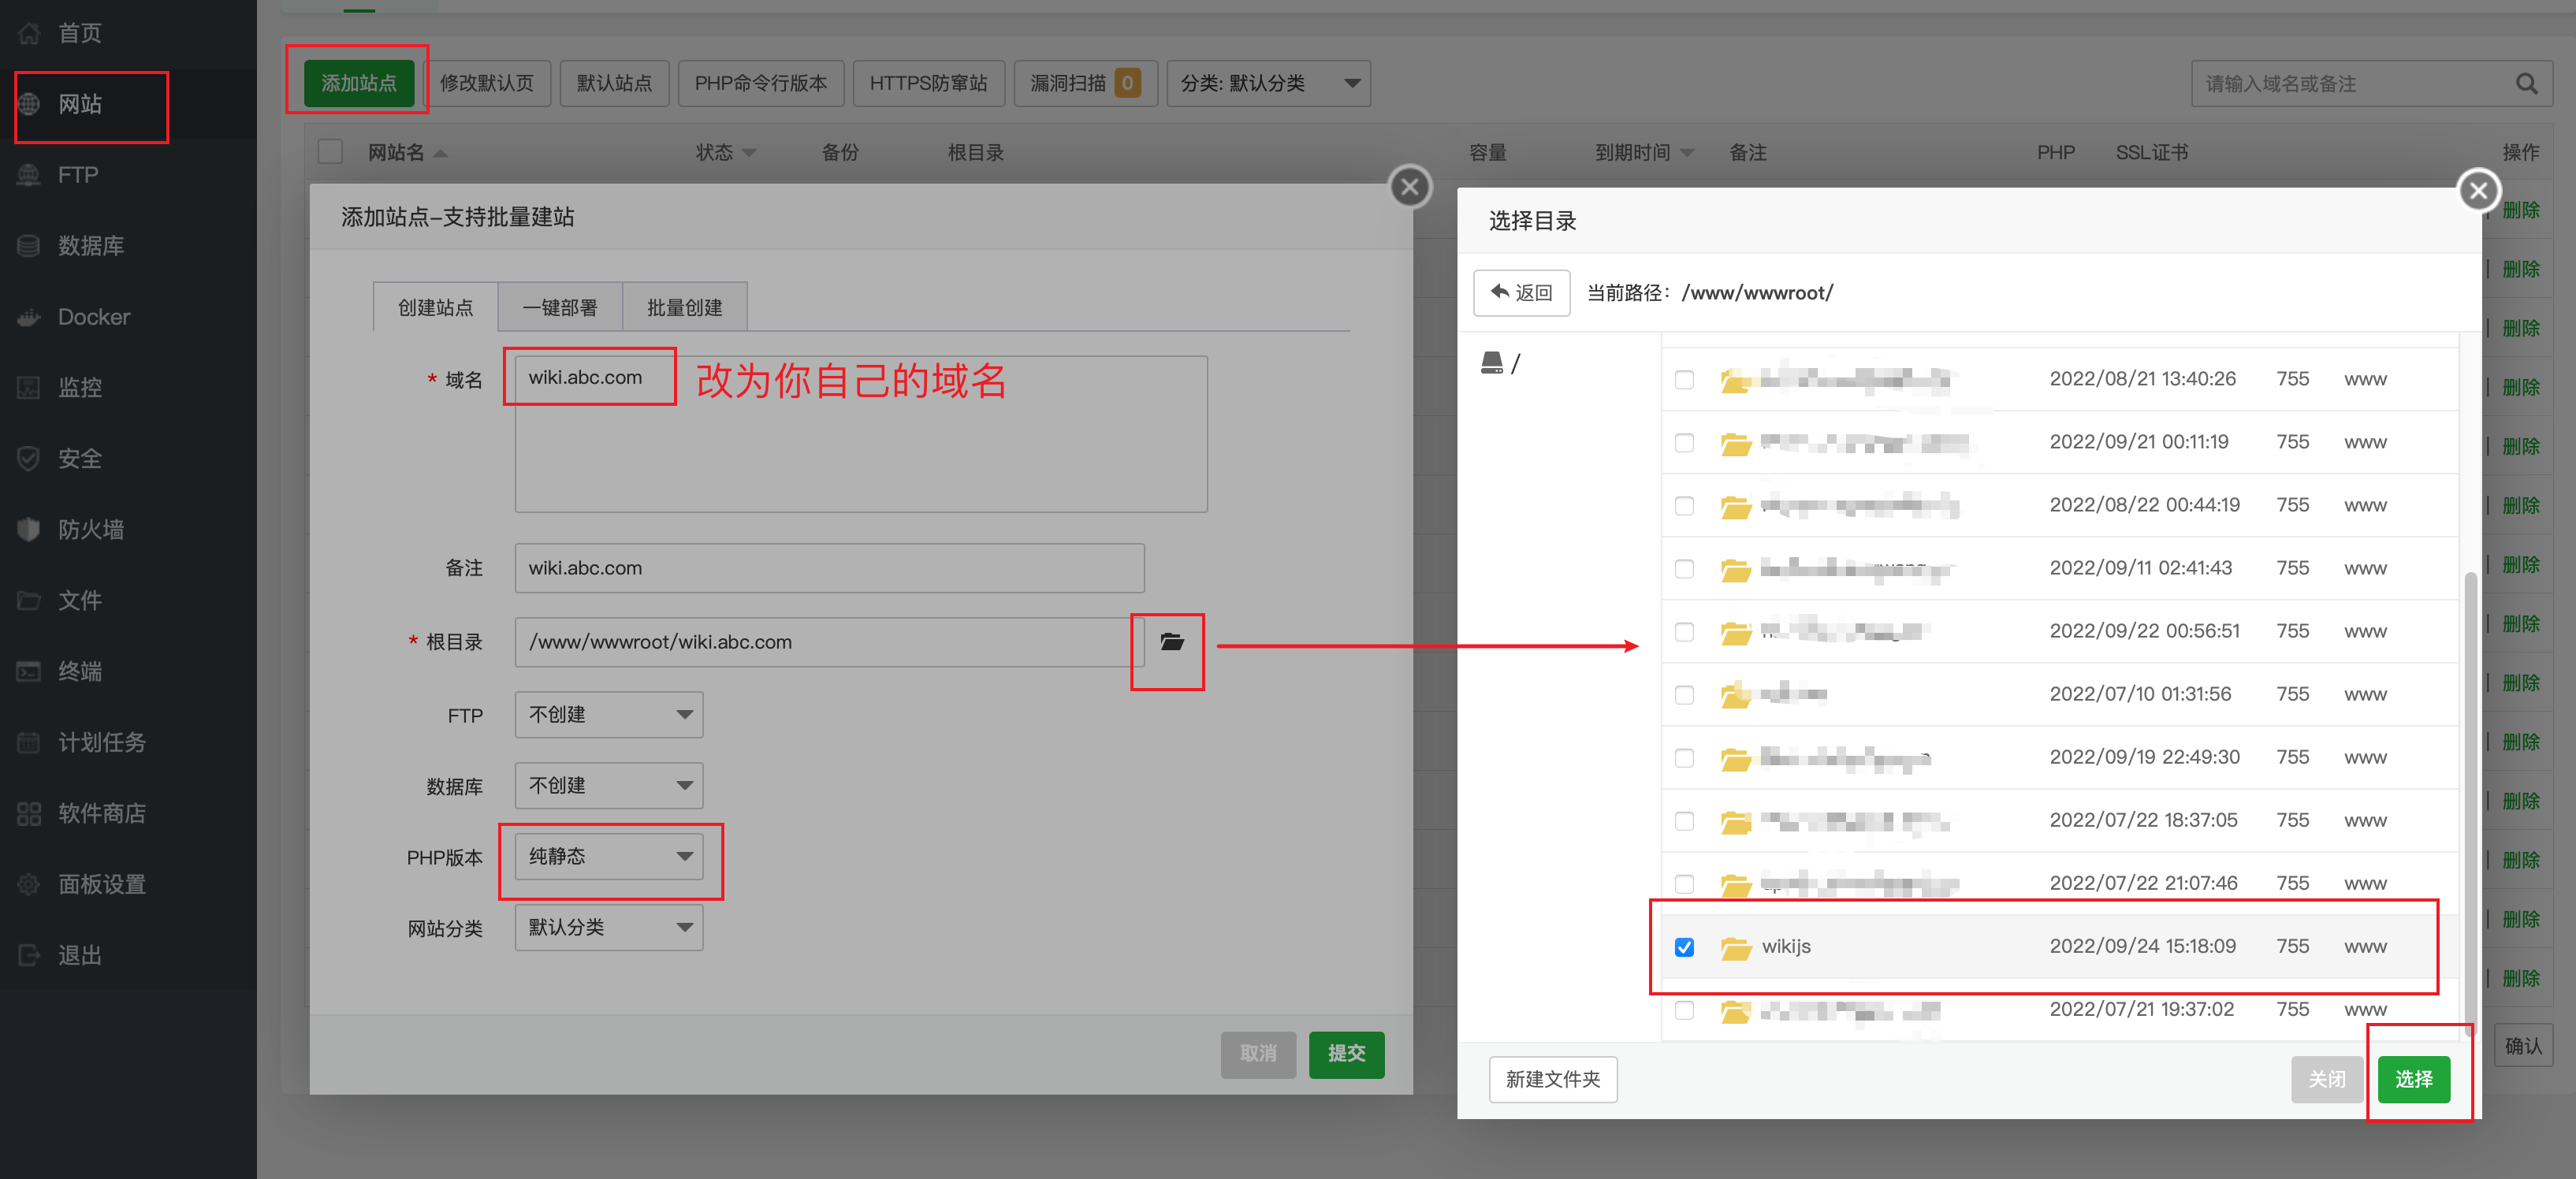 首页
网站
FTP
数据库
Docker
监控
安全
防火墙
文件
终端
计划任务
软件商店
面板设置
退出
添加站点 修改默认页 默认站点 PHP命令行版本 HTTPS防窜站 漏洞扫描 0 分类: 默认分类 请输入域名或备注
网站名 状态 备份 根目录 容量 到期时间 备注 PHP SSL证书 操作
添加站点-支持批量建站
创建站点 一键部署 批量创建
* 域名 wiki.abc.com 改为你自己的域名
备注 wiki.abc.com
* 根目录 /www/wwwroot/wiki.abc.com
FTP 不创建
数据库 不创建
PHP版本 纯静态
网站分类 默认分类
取消 提交
选择目录
返回 当前路径: /www/wwwroot/
/
2022/08/21 13:40:26 755 www
2022/09/21 00:11:19 755 www
2022/08/22 00:44:19 755 www
2022/09/11 02:41:43 755 www
2022/09/22 00:56:51 755 www
2022/07/10 01:31:56 755 www
2022/09/19 22:49:30 755 www
2022/07/22 18:37:05 755 www
2022/07/22 21:07:46 755 www
wikijs 2022/09/24 15:18:09 755 www
2022/07/21 19:37:02 755 www
新建文件夹 关闭 选择
删除
| 删除
| 删除
| 删除
| 删除
| 删除
| 删除
| 删除
| 删除
| 删除
| 删除
| 删除
| 删除
| 删除
确认